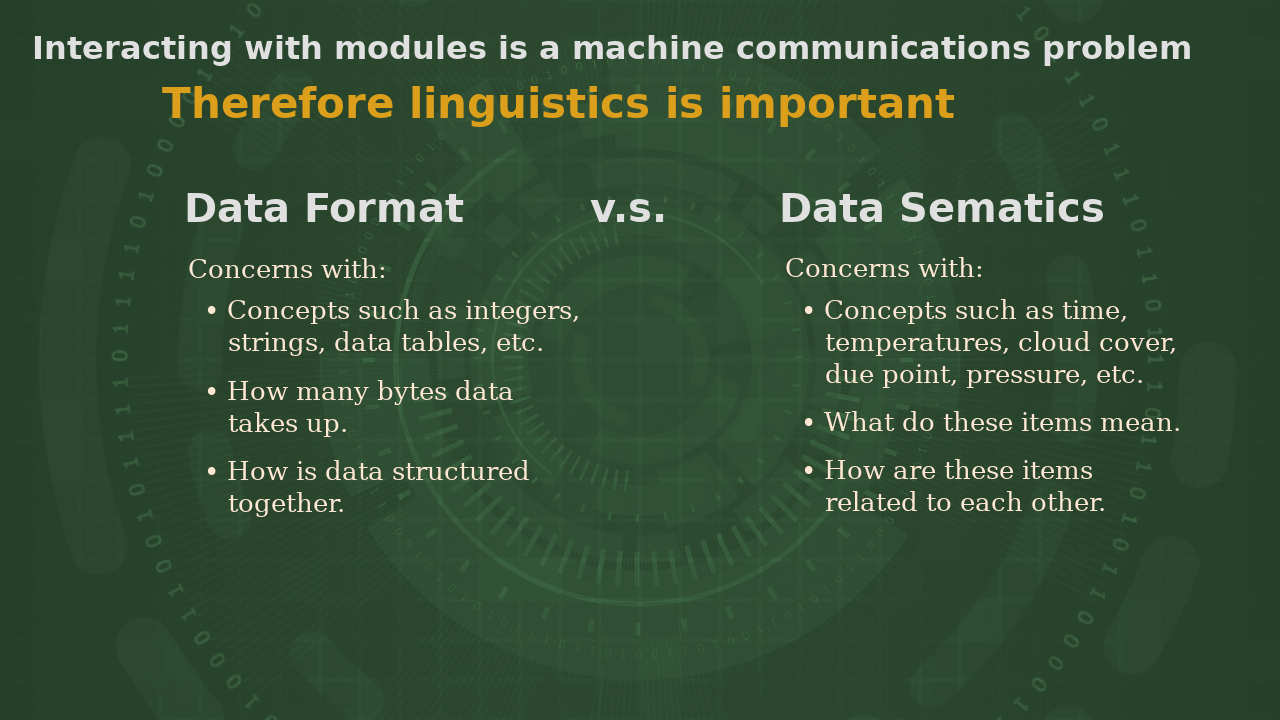 Interacting with modules is a machine communications problem
Therefore linguistics is important
Data Format v.s. Data Sematics
Concerns with:
• Concepts such as integers,
strings, data tables, etc.
• How many bytes data
takes up.
• How is data structured
together.
Concerns with:
• Concepts such as time,
temperatures, cloud cover,
due point, pressure, etc.
• What do these items mean.
• How are these items
related to each other.